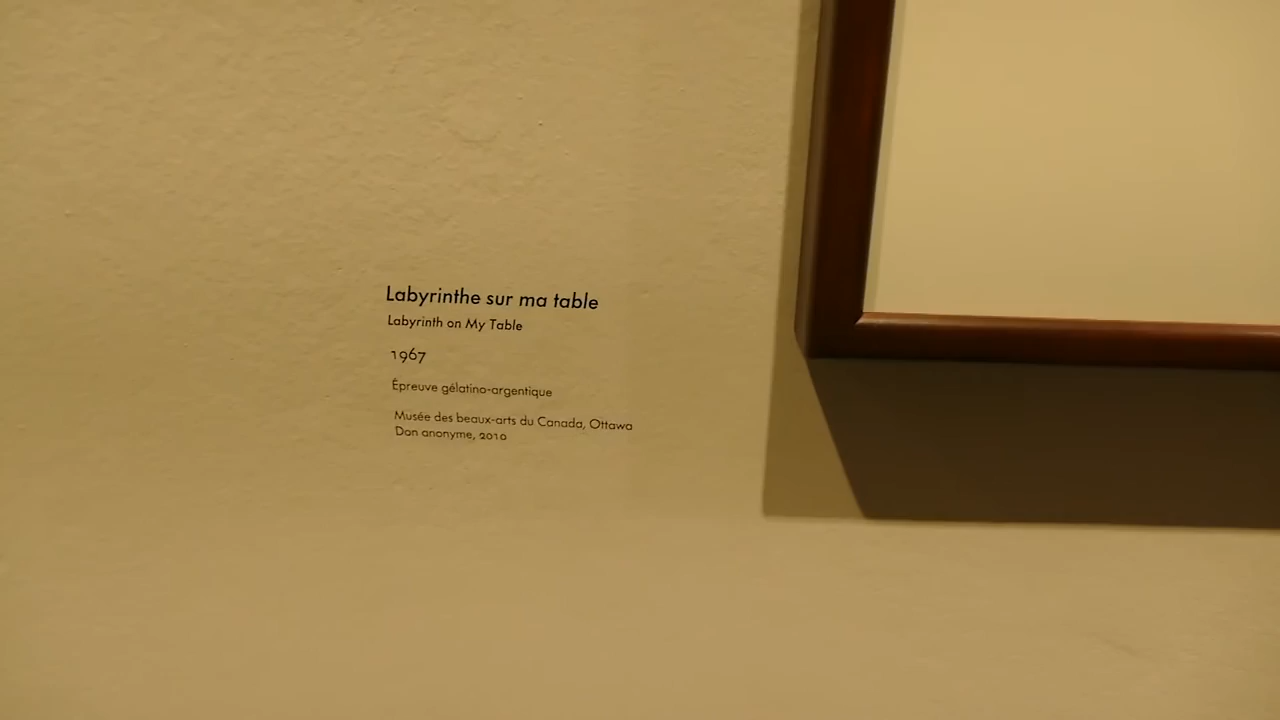 Labyrinthe sur ma table
Labyrinth on My Table
1967
Épreuve gélatino-argentique
Musée des beaux-arts du Canada, Ottawa
Don anonyme, 2010